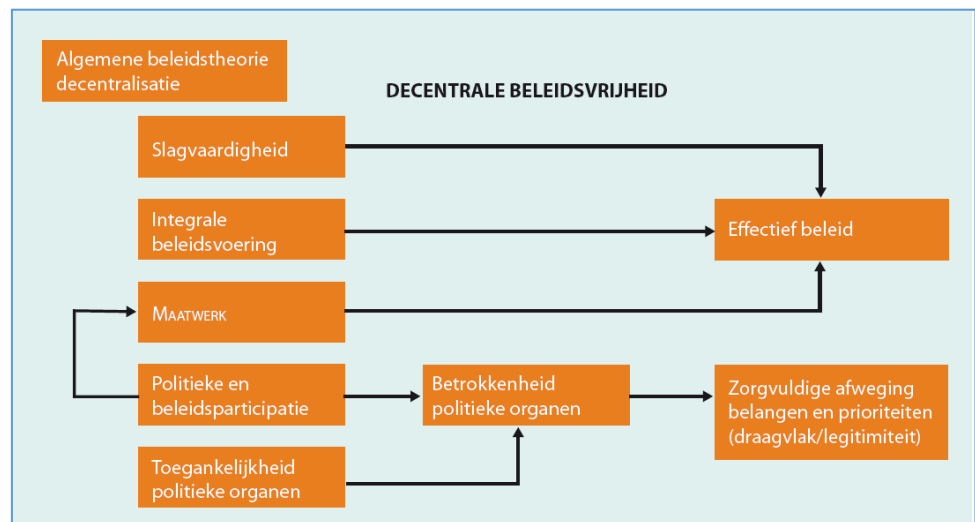 Algemene beleidstheorie
decentralisatie
DECENTRALE BELEIDSVRIJHEID
Slagvaardigheid
Integrale
beleidsvoering
Effectief beleid
MAATWERK
Politieke en
beleidsparticipatie
Betrokkenheid
politieke organen
Zorgvuldige afweging
belangen en prioriteiten
(draagvlak/legitimiteit)
Toegankelijkheid
politieke organen